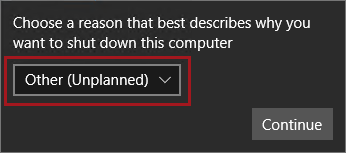 Choose a reason that best describes why you
want to shut down this computer
Other (Unplanned)
Continue